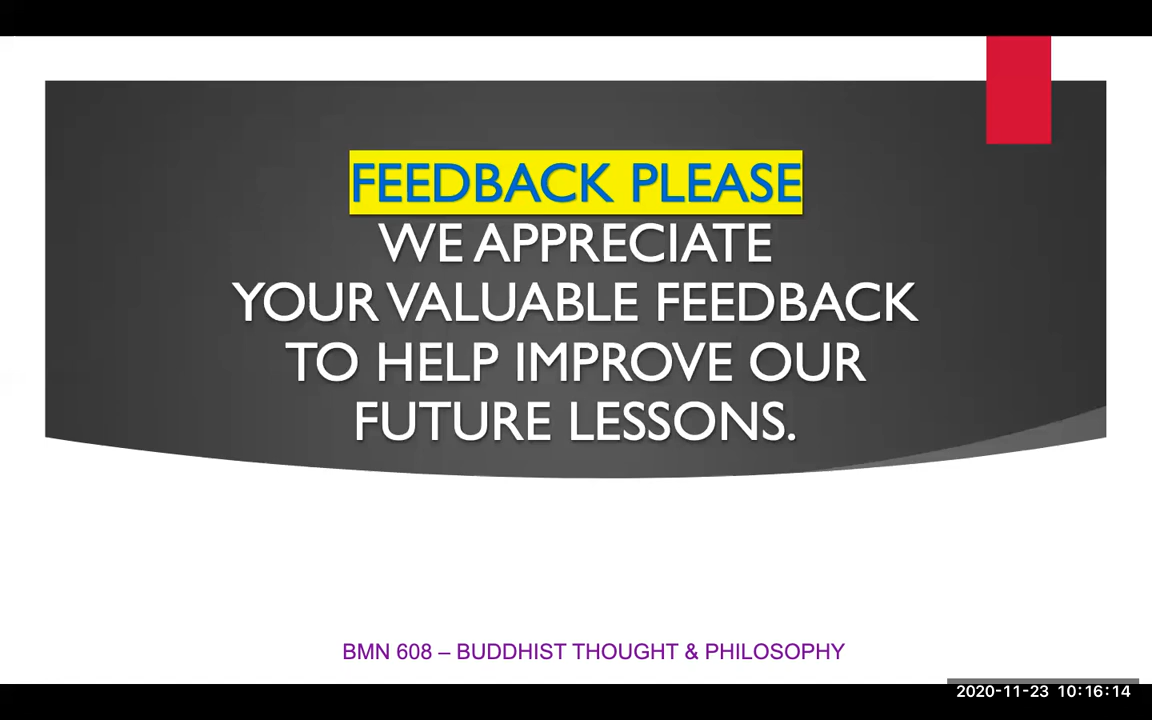 FEEDBACK PLEASE
WE APPRECIATE
YOUR VALUABLE FEEDBACK
TO HELP IMPROVE OUR
FUTURE LESSONS.
BMN 608 – BUDDHIST THOUGHT & PHILOSOPHY
2020-11-23 10:16:14